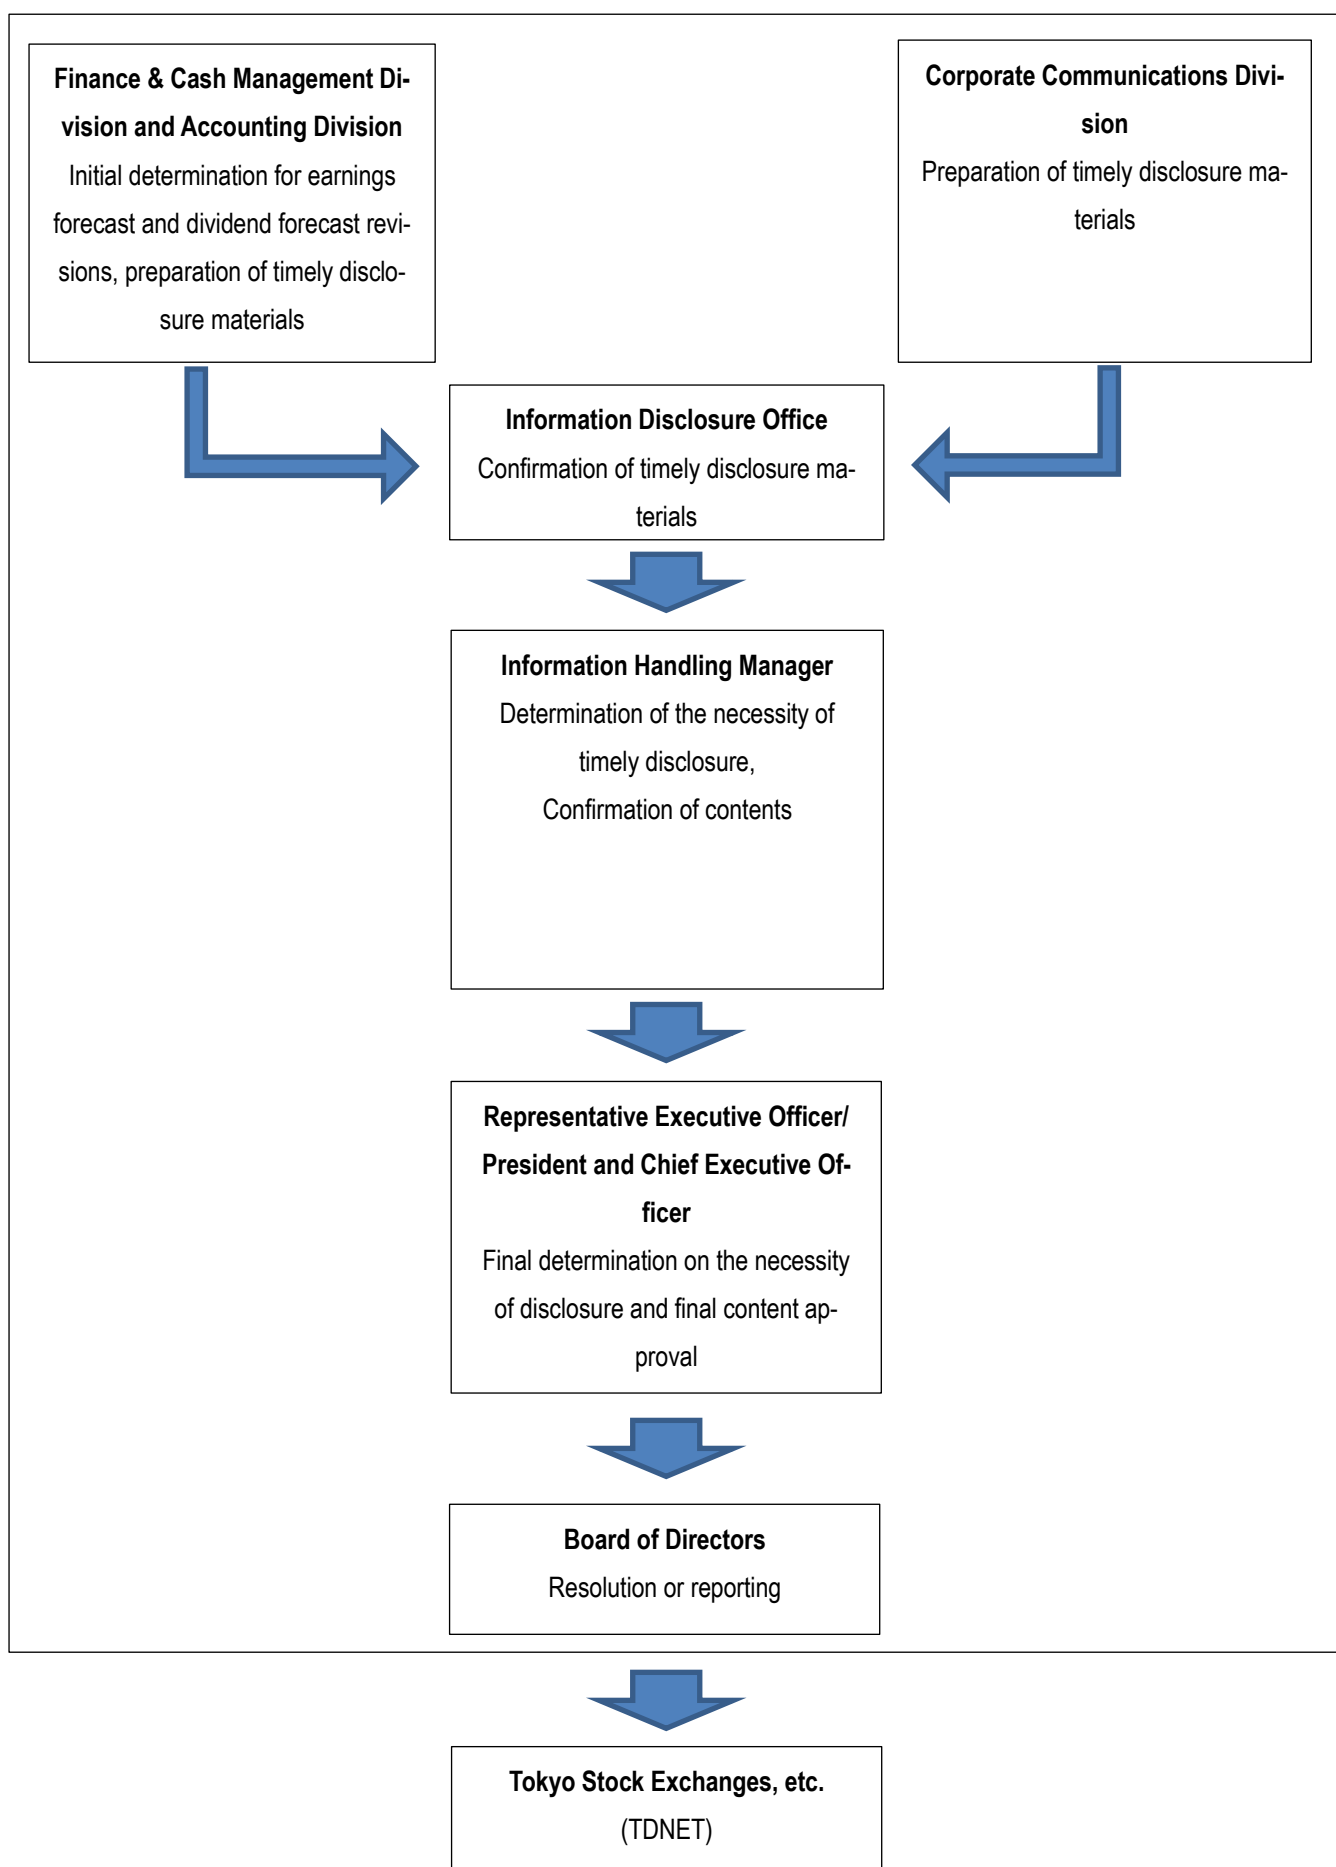 Finance & Cash Management Di-
vision and Accounting Division
Initial determination for earnings
forecast and dividend forecast revi-
sions, preparation of timely disclo-
sure materials
Corporate Communications Divi-
sion
Preparation of timely disclosure ma-
terials
Information Disclosure Office
Confirmation of timely disclosure ma-
terials
Information Handling Manager
Determination of the necessity of
timely disclosure,
Confirmation of contents
Representative Executive Officer/
President and Chief Executive Of-
ficer
Final determination on the necessity
of disclosure and final content ap-
proval
Board of Directors
Resolution or reporting
Tokyo Stock Exchanges, etc.
(TDNET)